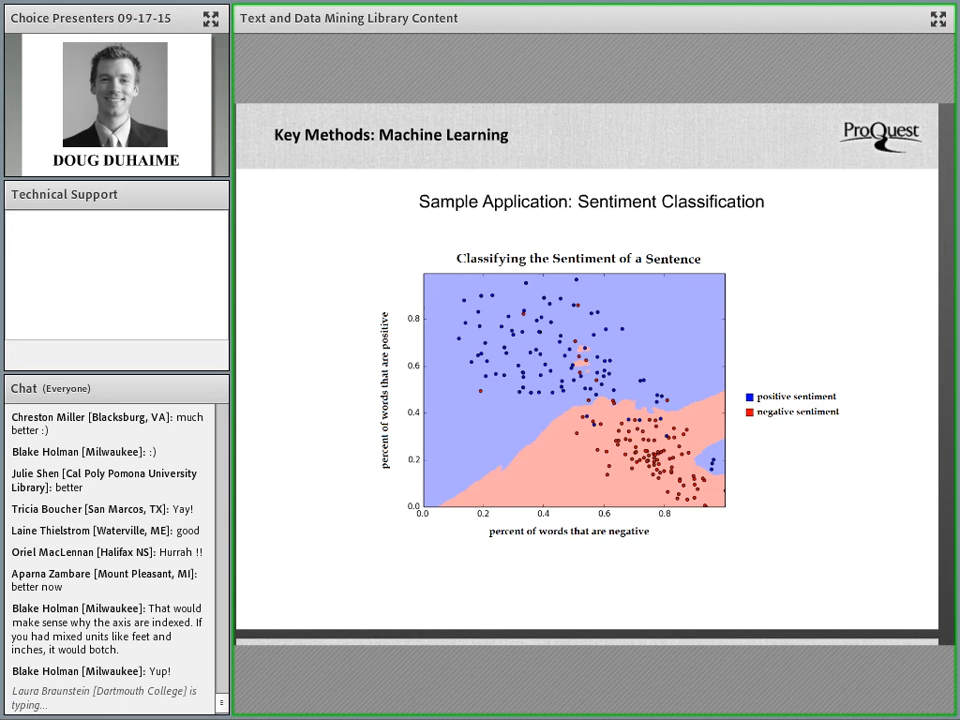 Choice Presenters 09-17-15
DOUG DUHAIME
Technical Support
Chat (Everyone)
Chreston Miller [Blacksburg, VA]: much
better :)
Blake Holman [Milwaukee]: :)
Julie Shen [Cal Poly Pomona University
Library]: better
Tricia Boucher [San Marcos, TX]: Yay!
Laine Thielstrom [Waterville, ME]: good
Oriel MacLennan [Halifax NS]: Hurrah !!
Aparna Zambare [Mount Pleasant, MI]:
better now
Blake Holman [Milwaukee]: That would
make sense why the axis are indexed. If
you had mixed units like feet and
inches, it would botch.
Blake Holman [Milwaukee]: Yup!
Laura Braunstein [Dartmouth College] is
typing...
Text and Data Mining Library Content
Key Methods: Machine Learning
ProQuest
Sample Application: Sentiment Classification
Classifying the Sentiment of a Sentence
percent of words that are positive
0.8
0.6
0.4
0.2
0.0
0.0 0.2 0.4 0.6 0.8
percent of words that are negative
positive sentiment
negative sentiment